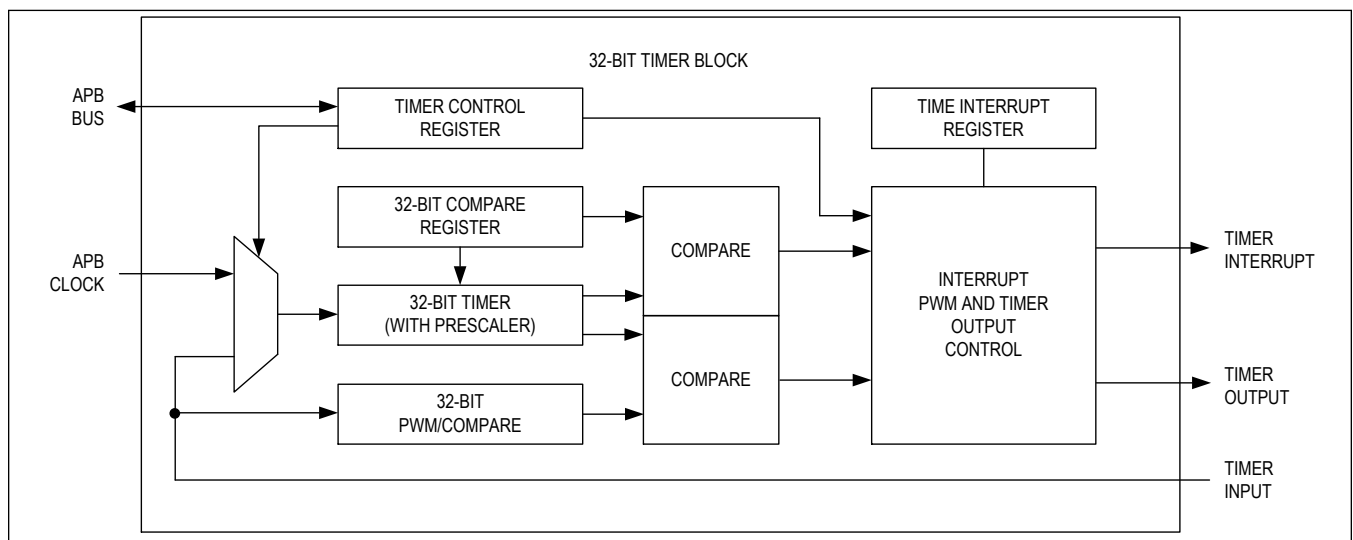 32-BIT TIMER BLOCK
APB
BUS
TIMER CONTROL
REGISTER
TIME INTERRUPT
REGISTER
32-BIT COMPARE
REGISTER
COMPARE
APB
CLOCK
32-BIT TIMER
(WITH PRESCALER)
INTERRUPT
PWM AND TIMER
OUTPUT
CONTROL
TIMER
INTERRUPT
COMPARE
32-BIT
PWM/COMPARE
TIMER
OUTPUT
TIMER
INPUT